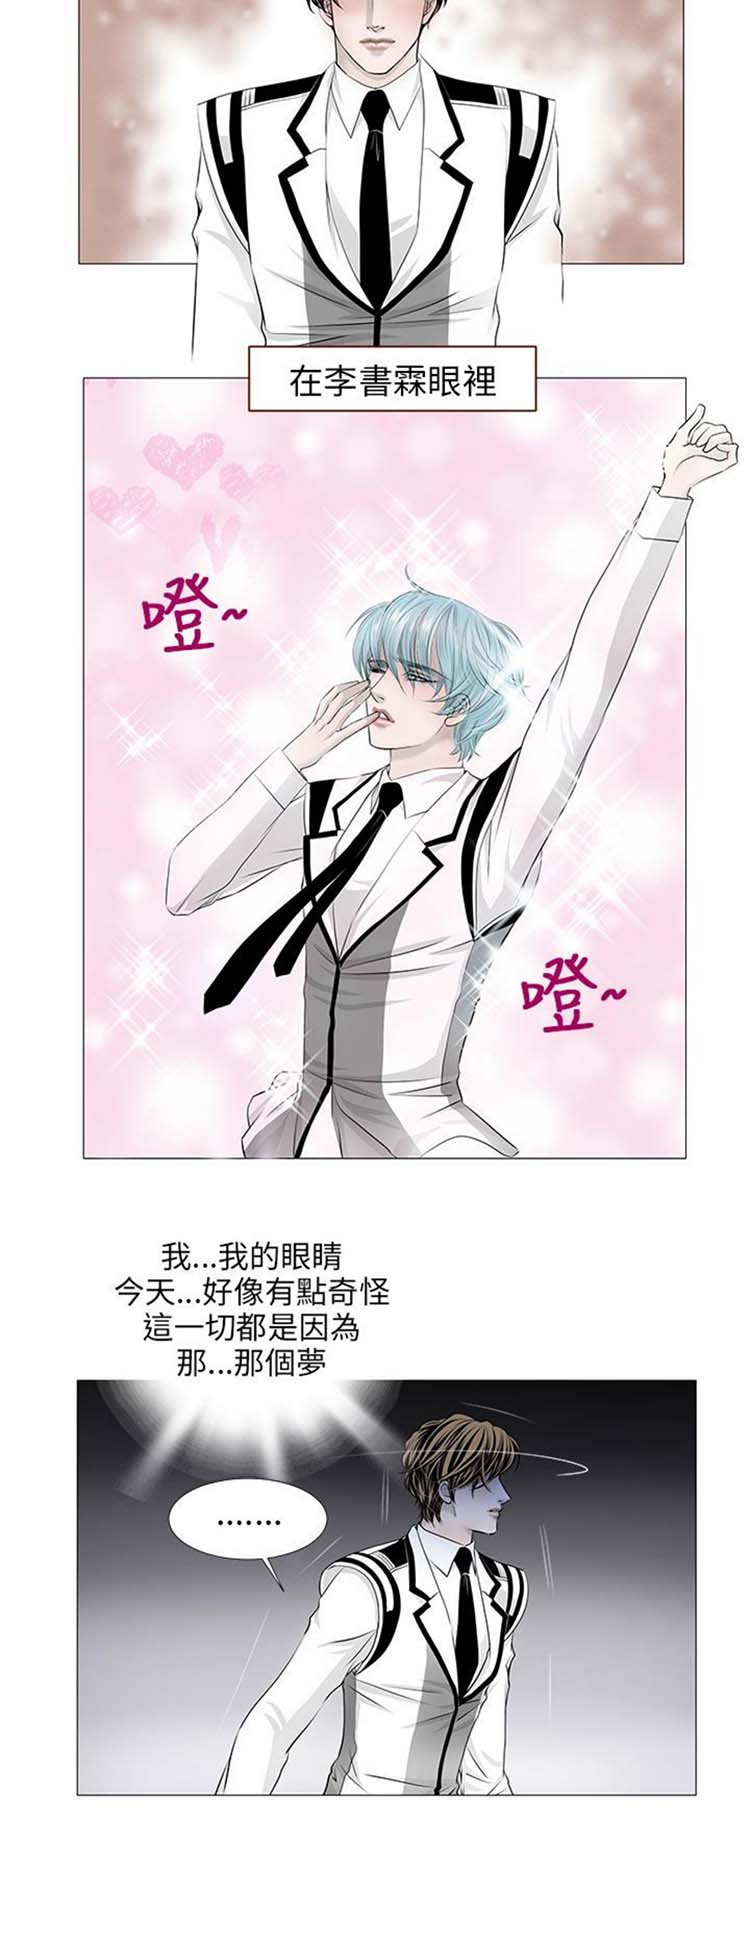 在李書霖眼裡
噔~
噔~
我...我的眼睛
今天...好像有點奇怪
這一切都是因為
那...那個夢
.......